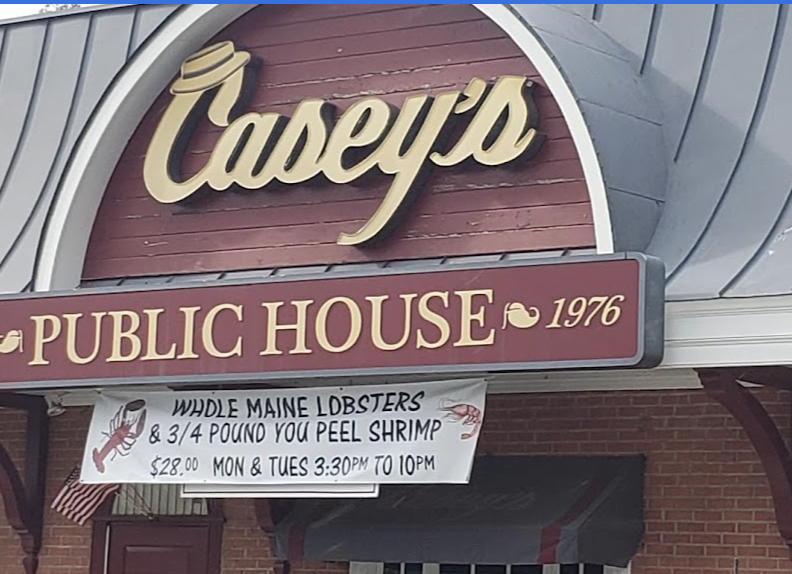 Casey's
PUBLIC HOUSE 1976
WHOLE MAINE LOBSTERS
& 3/4 POUND YOU PEEL SHRIMP
$28.00 MON & TUES 3:30PM TO 10PM